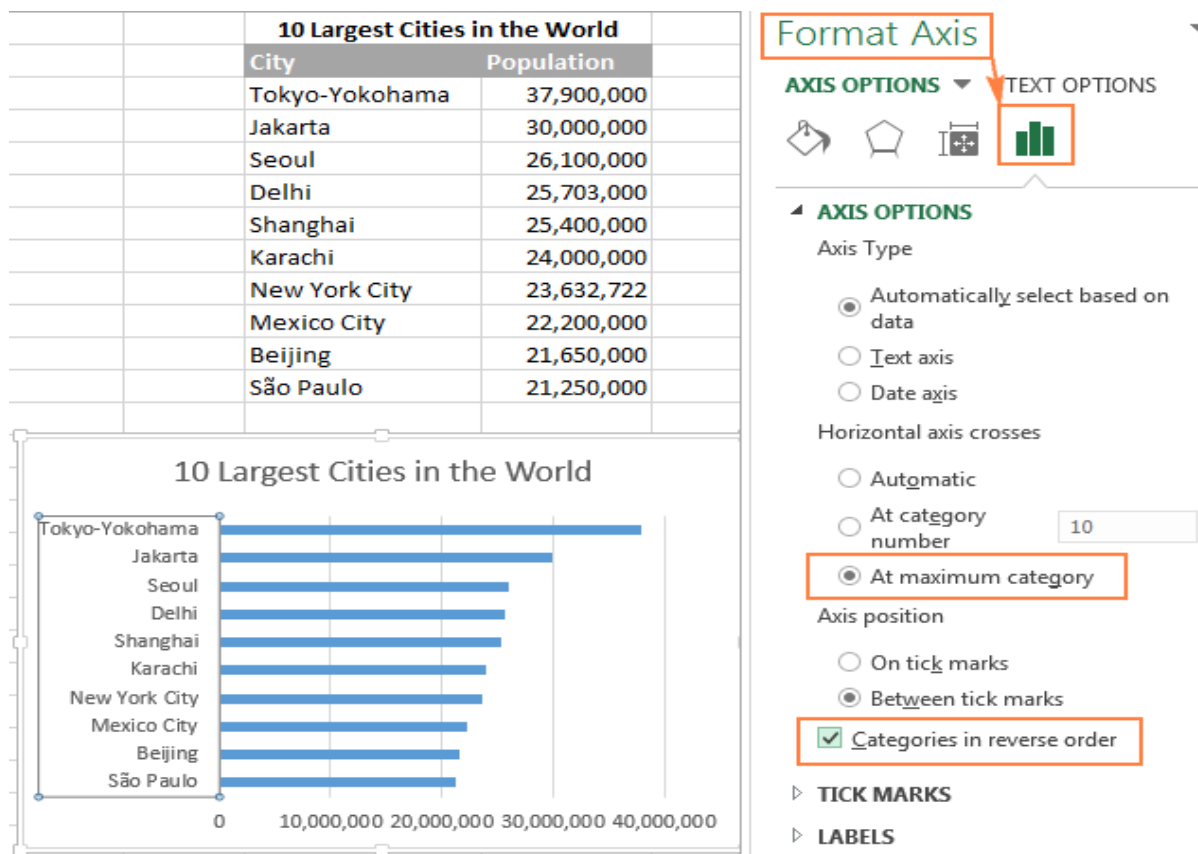 10 Largest Cities in the World
City Population
Tokyo-Yokohama 37,900,000
Jakarta 30,000,000
Seoul 26,100,000
Delhi 25,703,000
Shanghai 25,400,000
Karachi 24,000,000
New York City 23,632,722
Mexico City 22,200,000
Beijing 21,650,000
São Paulo 21,250,000
10 Largest Cities in the World
Tokyo-Yokohama
Jakarta
Seoul
Delhi
Shanghai
Karachi
New York City
Mexico City
Beijing
São Paulo
0 10,000,000 20,000,000 30,000,000 40,000,000
Format Axis
AXIS OPTIONS TEXT OPTIONS
AXIS OPTIONS
Axis Type
Automatically select based on
data
Text axis
Date axis
Horizontal axis crosses
Automatic
At category
number 10
At maximum category
Axis position
On tick marks
Between tick marks
Categories in reverse order
TICK MARKS
LABELS